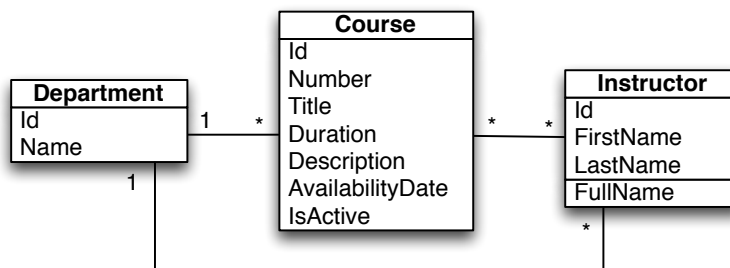 Course
Id
Number
Title
Duration
Description
AvailabilityDate
IsActive
Department
Id
Name
1
*
1
Instructor
Id
FirstName
LastName
FullName
*
*
*